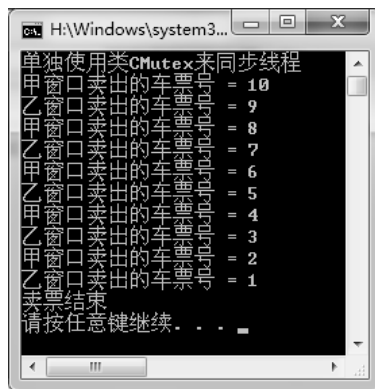 H:\Windows\system3...
单独使用类CMutex来同步线程
甲窗口卖出的车票号 = 10
乙窗口卖出的车票号 = 9
甲窗口卖出的车票号 = 8
乙窗口卖出的车票号 = 7
甲窗口卖出的车票号 = 6
乙窗口卖出的车票号 = 5
甲窗口卖出的车票号 = 4
乙窗口卖出的车票号 = 3
甲窗口卖出的车票号 = 2
乙窗口卖出的车票号 = 1
卖票结束
请按任意键继续. . .